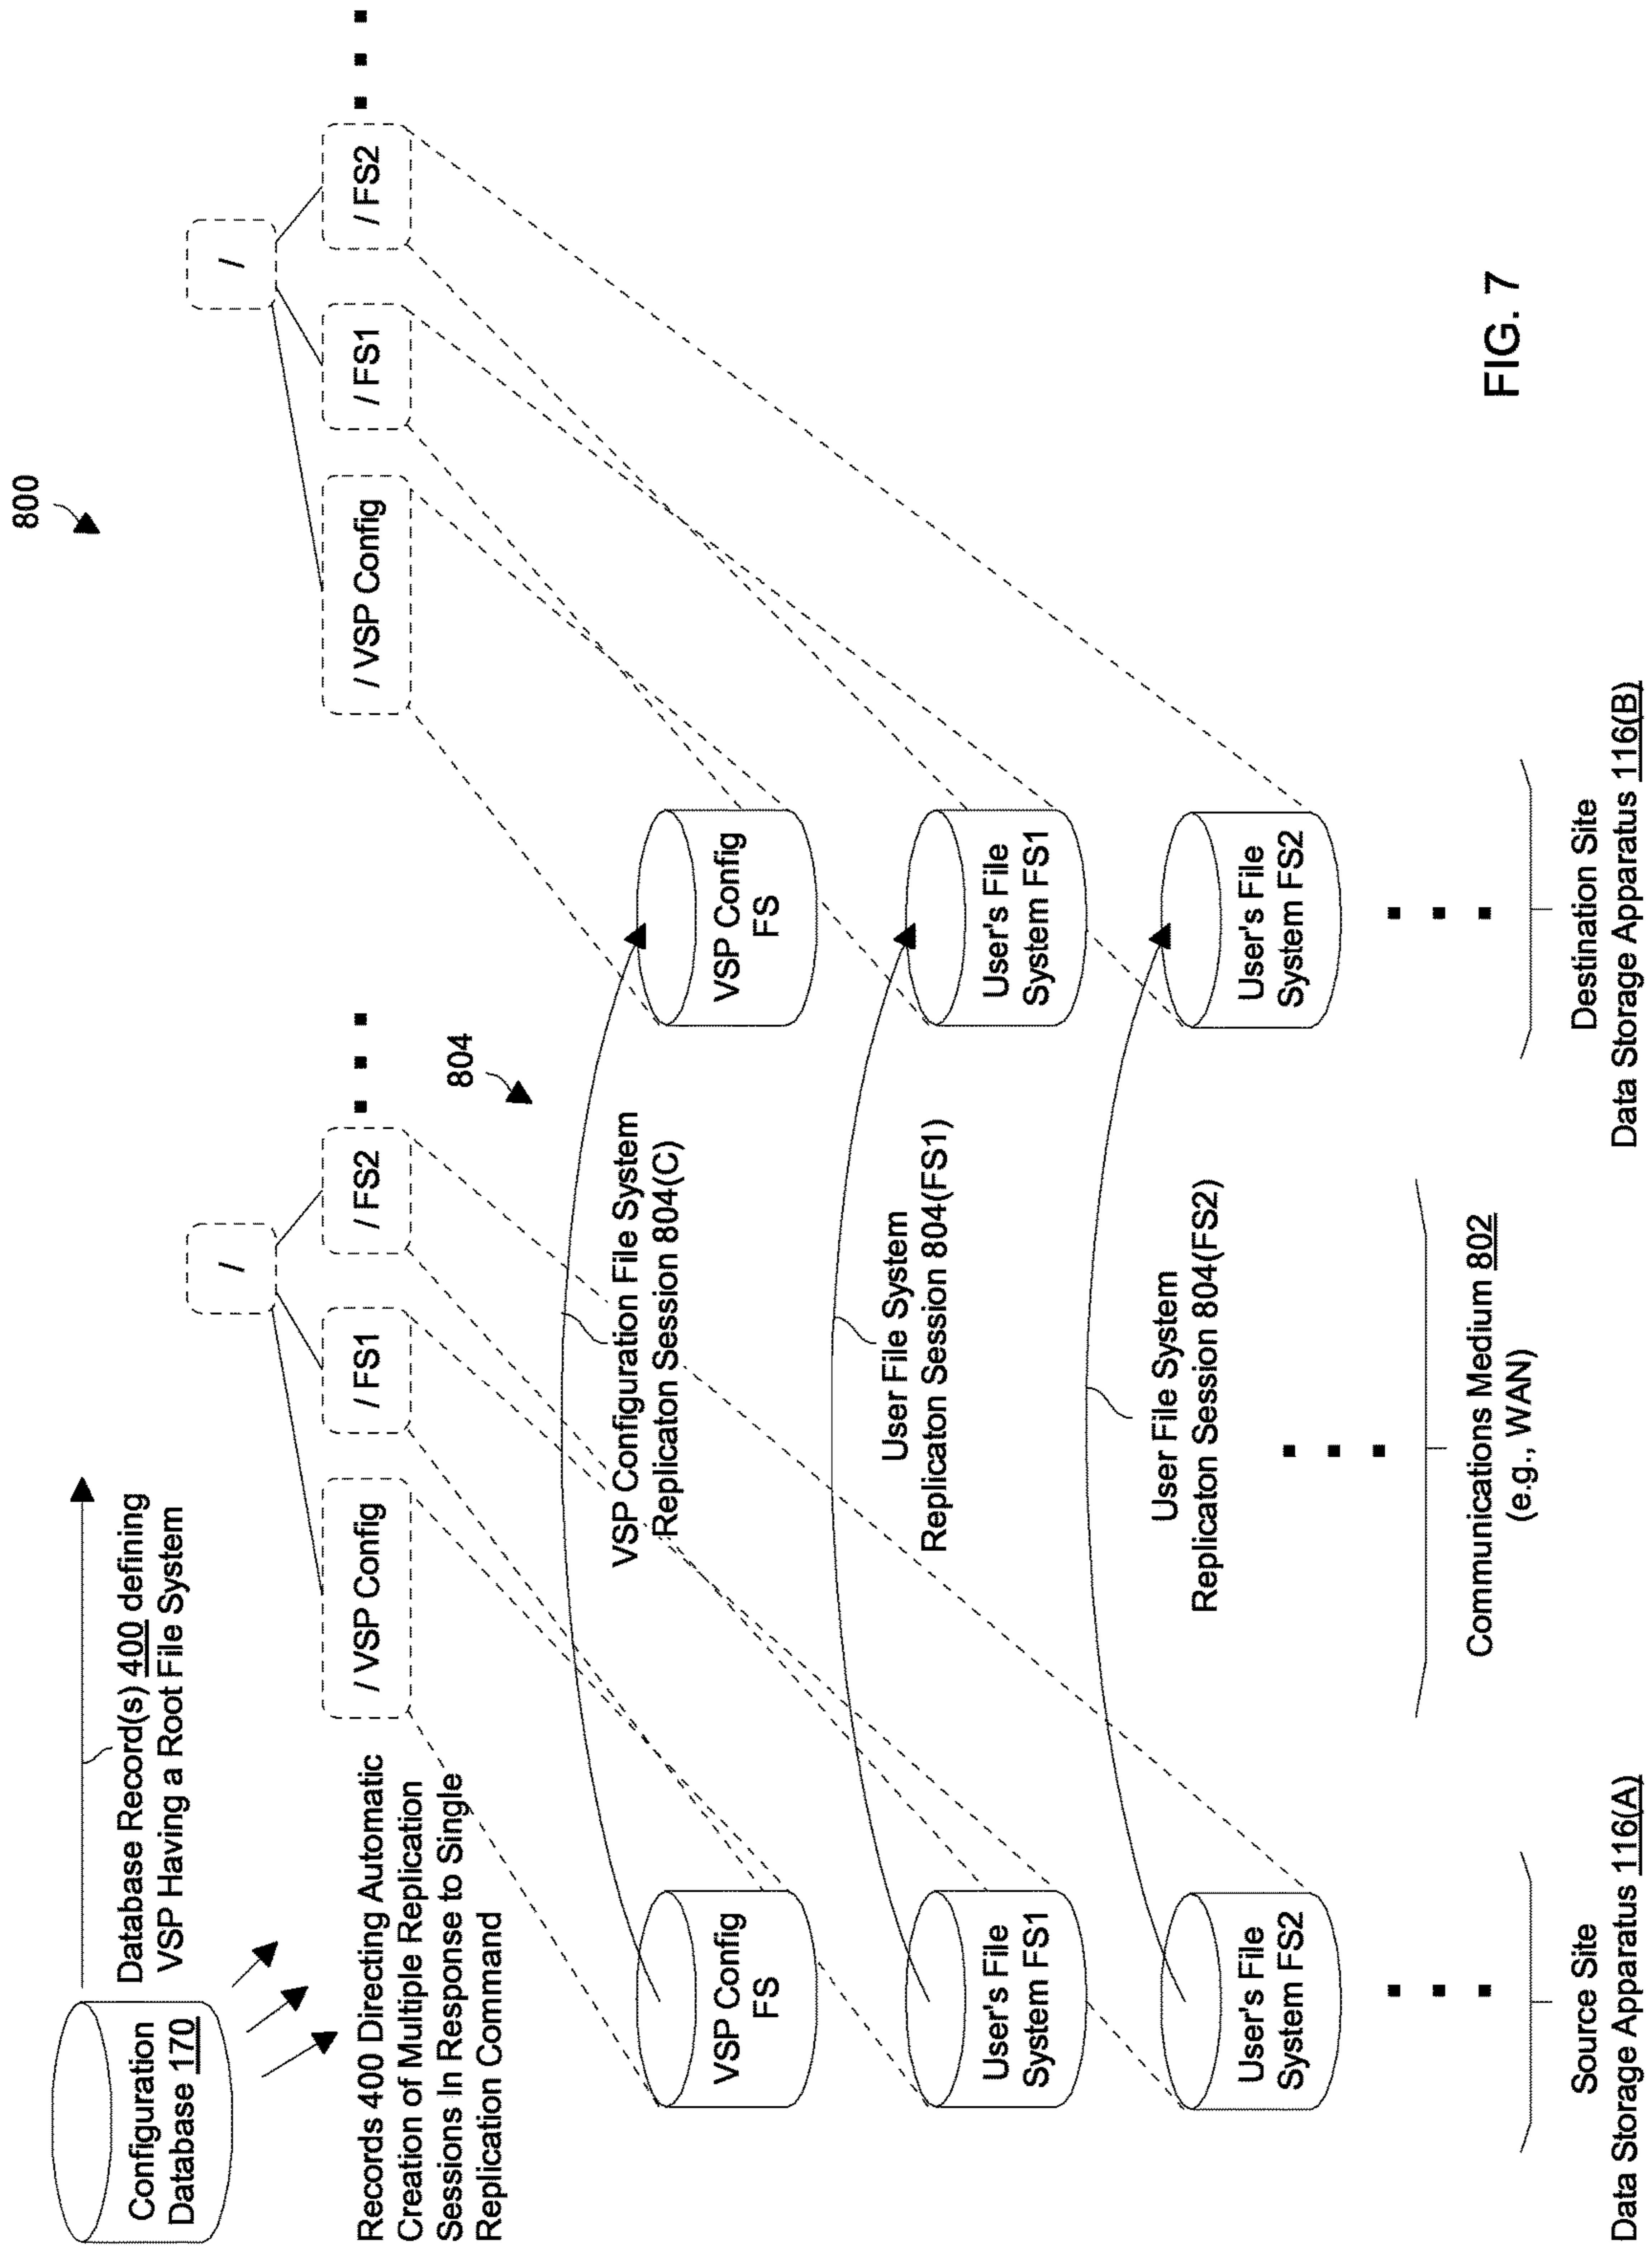 800
Configuration
Database 170
Database Record(s) 400 defining
VSP Having a Root File System
Records 400 Directing Automatic
Creation of Multiple Replication
Sessions In Response to Single
Replication Command
/
/ VSP Config
/ FS1
/ FS2
/
/ VSP Config
/ FS1
/ FS2
804
VSP Config
FS
VSP Configuration File System
Replicaton Session 804(C)
VSP Config
FS
User's File
System FS1
User File System
Replicaton Session 804(FS1)
User's File
System FS1
User's File
System FS2
User File System
Replicaton Session 804(FS2)
User's File
System FS2
Source Site
Data Storage Apparatus 116(A)
Communications Medium 802
(e.g., WAN)
Destination Site
Data Storage Apparatus 116(B)
FIG. 7